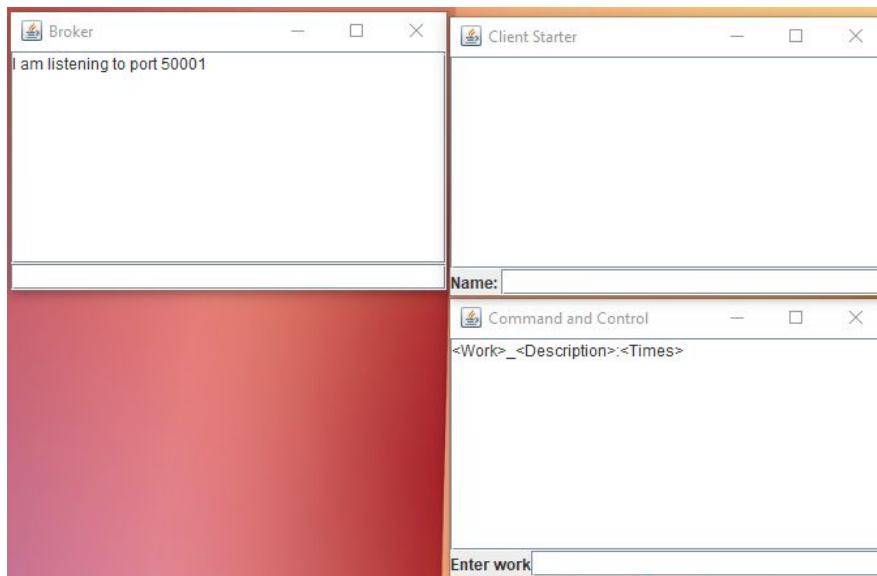 Broker
I am listening to port 50001
Client Starter
Name:
Command and Control
<Work>_<Description>:<Times>
Enter work